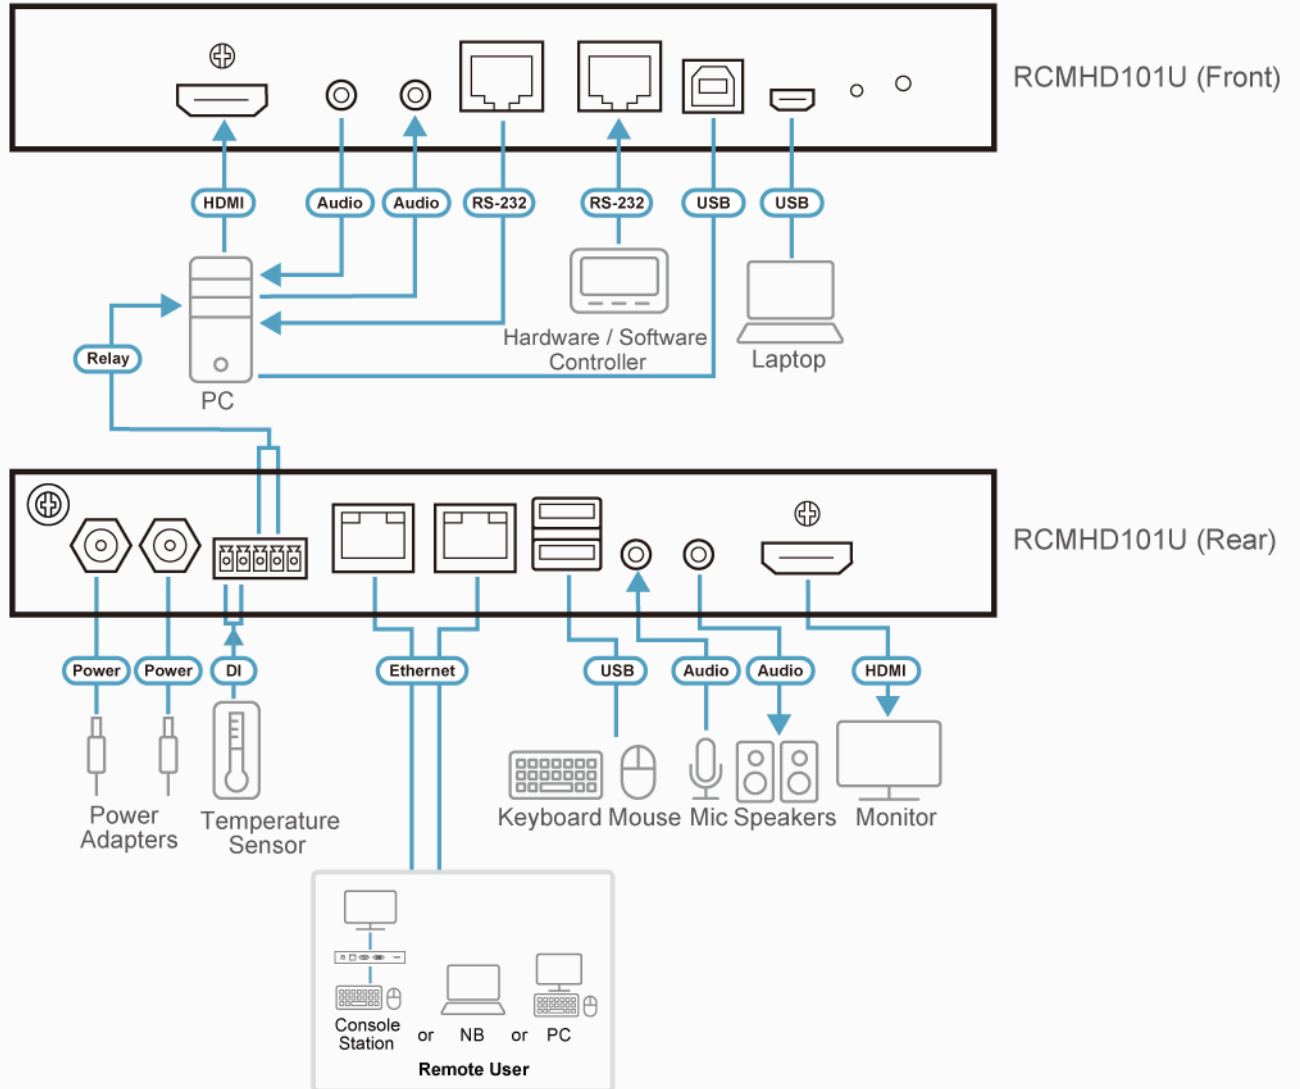 RCMHD101U (Front)
HDMI
Audio
Audio
RS-232
RS-232
USB
USB
Hardware / Software
Controller
Laptop
Relay
PC
RCMHD101U (Rear)
Power
Power
DI
Ethernet
USB
Audio
Audio
HDMI
Power
Adapters
Temperature
Sensor
Keyboard
Mouse
Mic
Speakers
Monitor
Console
Station
or
NB
or
PC
Remote User